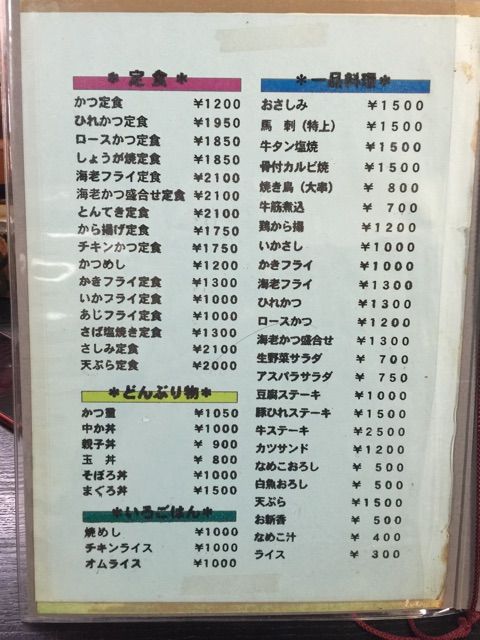 ＊定食＊
かつ定食 ¥1200
ひれかつ定食 ¥1950
ロースかつ定食 ¥1850
しょうが焼定食 ¥1850
海老フライ定食 ¥2100
海老かつ盛合せ定食 ¥2100
とんてき定食 ¥2100
から揚げ定食 ¥1750
チキンかつ定食 ¥1750
かつめし ¥1200
かきフライ定食 ¥1300
いかフライ定食 ¥1000
あじフライ定食 ¥1000
さば塩焼き定食 ¥1300
さしみ定食 ¥2100
天ぷら定食 ¥2000
＊どんぶり物＊
かつ重 ¥1050
中か丼 ¥1000
親子丼 ¥ 900
玉 丼 ¥ 800
そぼろ丼 ¥1000
まぐろ丼 ¥1500
＊いろごはん＊
焼めし ¥1000
チキンライス ¥1000
オムライス ¥1000
＊一品料理＊
おさしみ ¥1500
馬 刺（特上） ¥1500
牛タン塩焼 ¥1500
骨付カルビ焼 ¥1500
焼き鳥（大串） ¥ 800
牛筋煮込 ¥ 700
鶏から揚 ¥1200
いかさし ¥1000
かきフライ ¥1000
海老フライ ¥1300
ひれかつ ¥1300
ロースかつ ¥1200
海老かつ盛合せ ¥1300
生野菜サラダ ¥ 700
アスパラサラダ ¥ 750
豆腐ステーキ ¥1000
豚ひれステーキ ¥1500
牛ステーキ ¥2500
カツサンド ¥1200
なめこおろし ¥ 500
白魚おろし ¥ 500
天ぷら ¥1500
お新香 ¥ 500
なめこ汁 ¥ 400
ライス ¥ 300